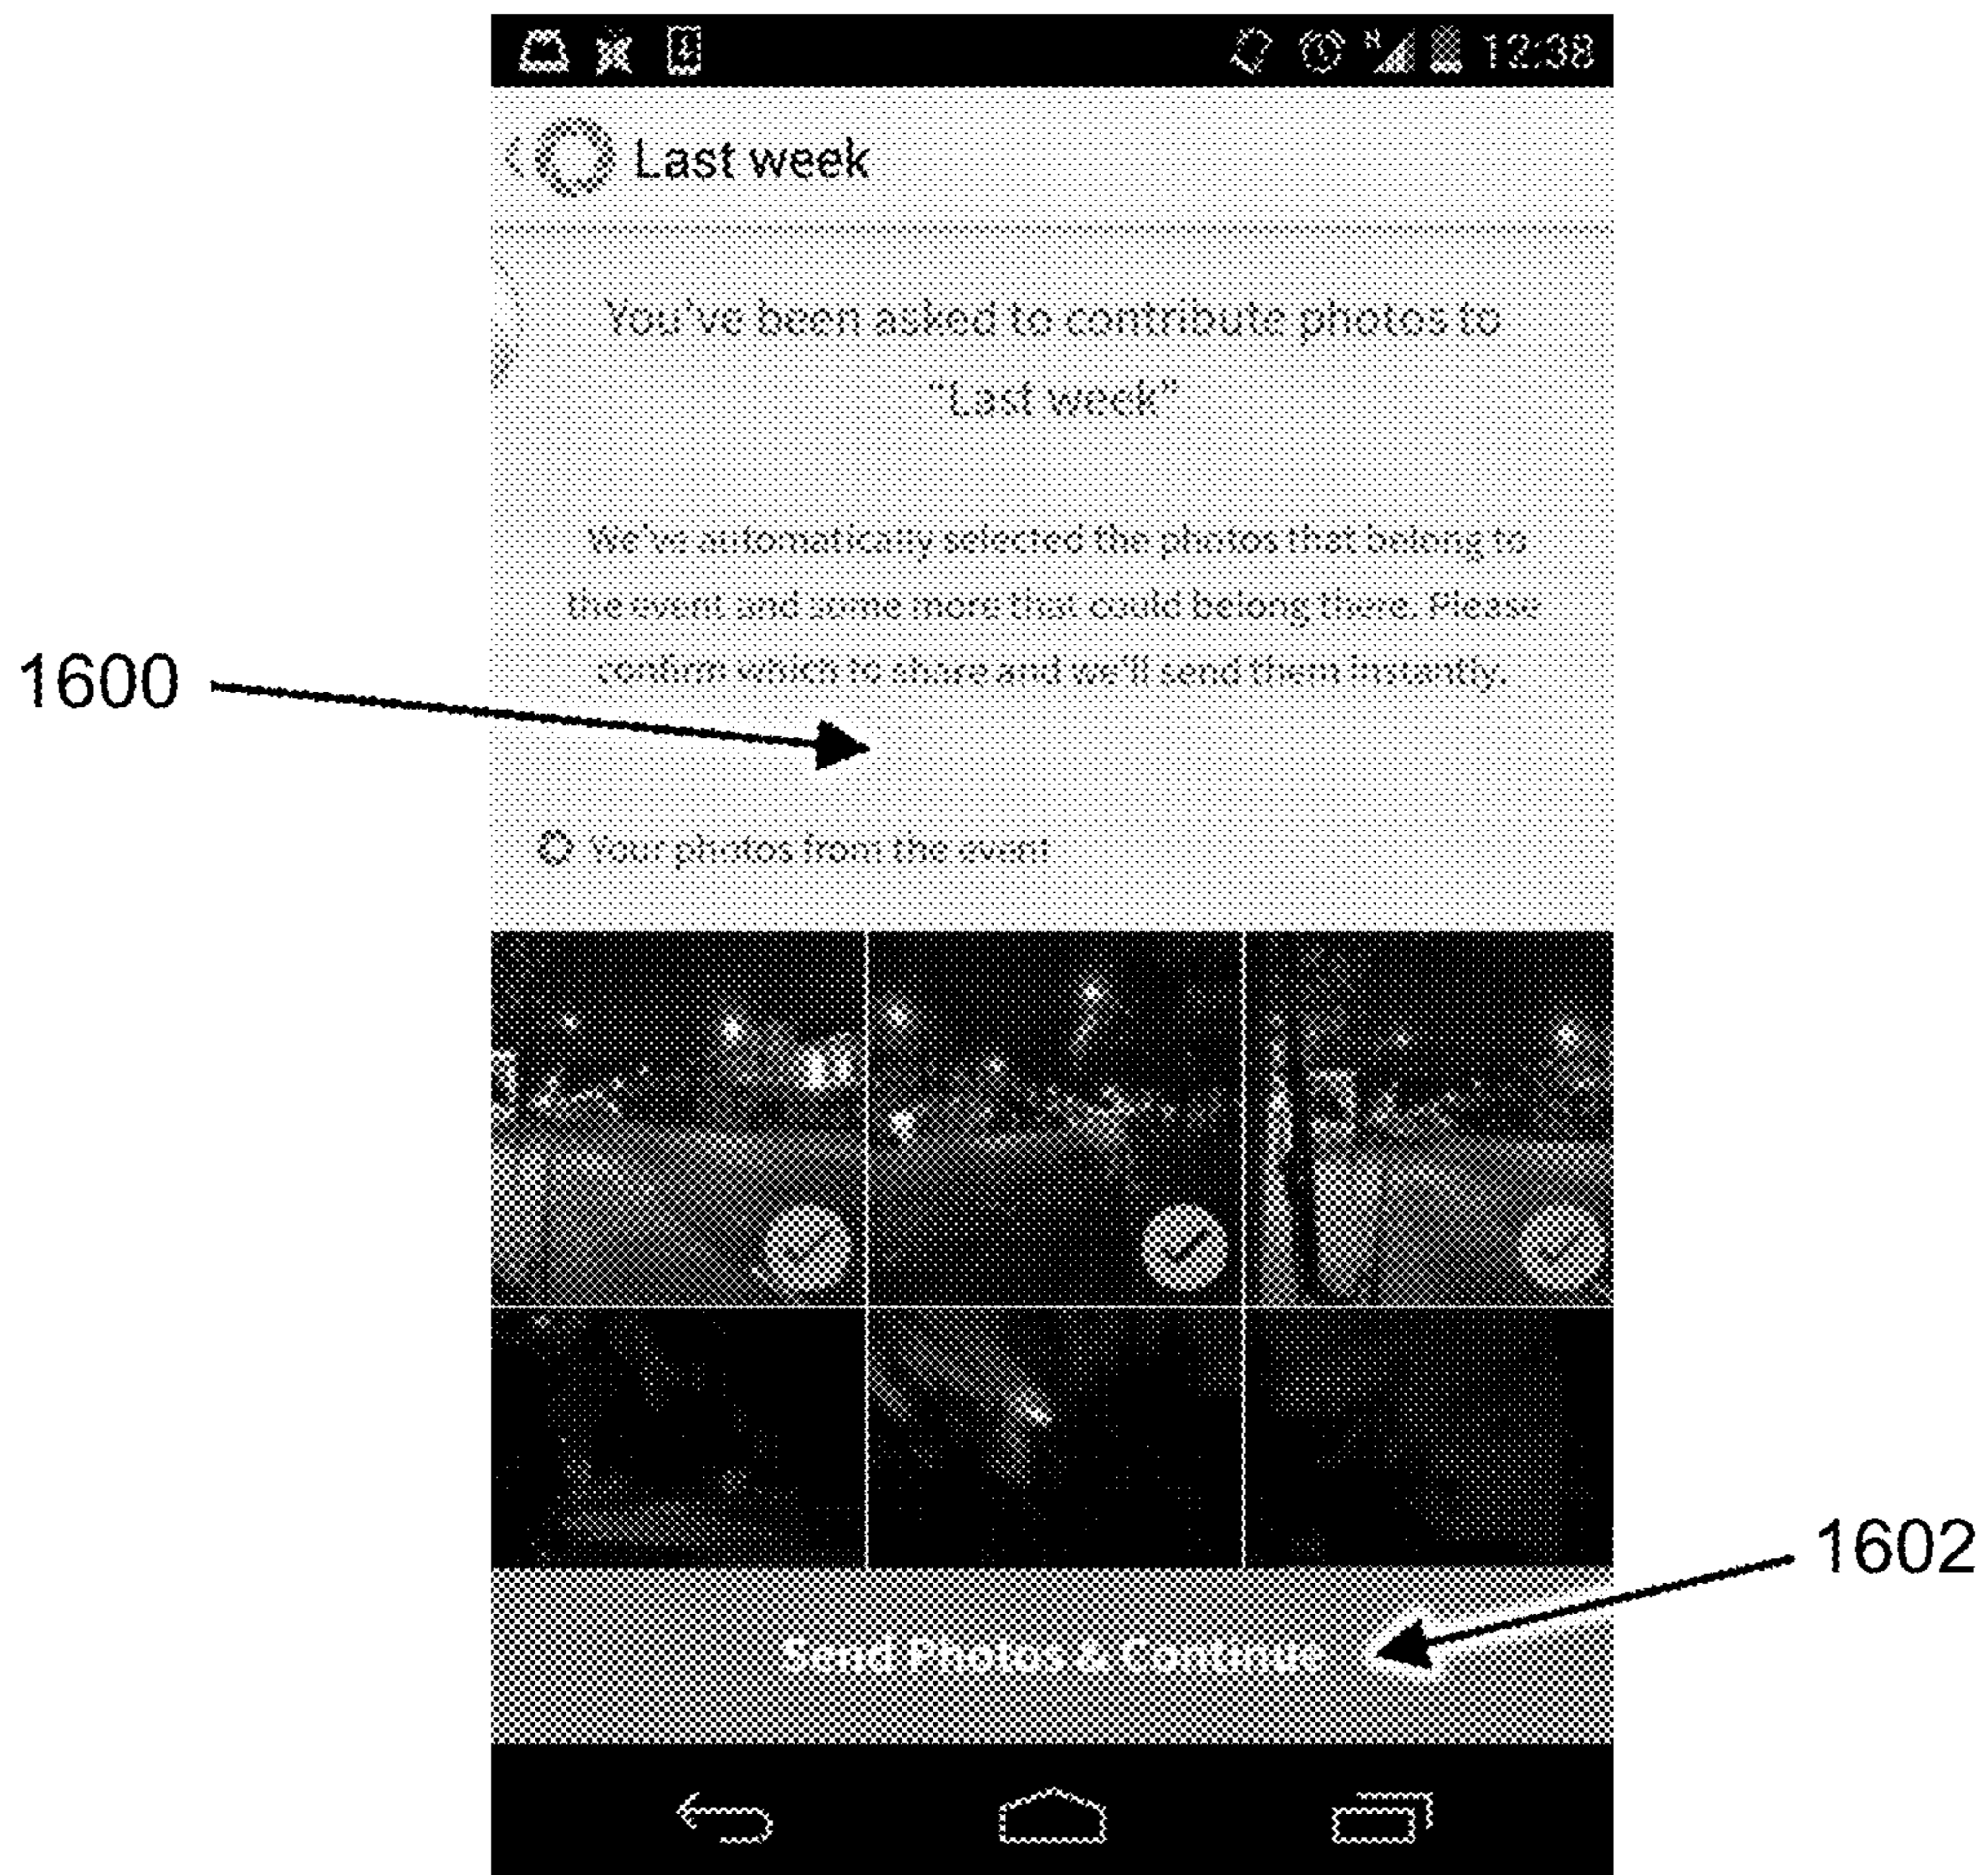 12:38
Last week
You've been asked to contribute photos to
"Last week"
We've automatically selected the photos that belong to
the event and some more that could belong there. Please
confirm which to share and we'll send them instantly.
1600
Your photos from the event
1602
Send Photos & Continue